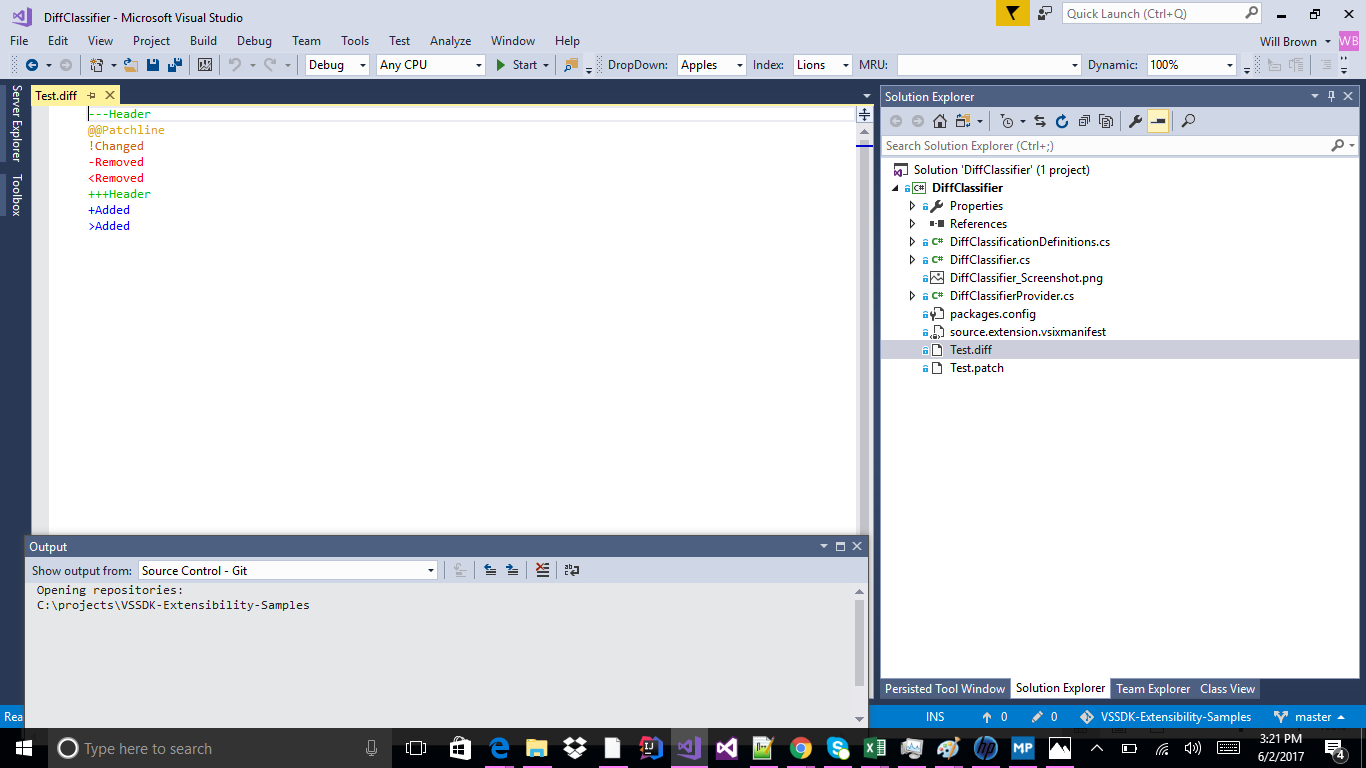 DiffClassifier - Microsoft Visual Studio
Quick Launch (Ctrl+Q)
File Edit View Project Build Debug Team Tools Test Analyze Window Help
Will Brown WB
Debug Any CPU Start DropDown: Apples Index: Lions MRU: Dynamic: 100%
Server Explorer
Toolbox
Test.diff
---Header
@@Patchline
!Changed
-Removed
<Removed
+++Header
+Added
>Added
Solution Explorer
Search Solution Explorer (Ctrl+;)
Solution 'DiffClassifier' (1 project)
C# DiffClassifier
Properties
References
C# DiffClassificationDefinitions.cs
C# DiffClassifier.cs
DiffClassifier_Screenshot.png
C# DiffClassifierProvider.cs
packages.config
source.extension.vsixmanifest
Test.diff
Test.patch
Output
Show output from: Source Control - Git
Opening repositories:
C:\projects\VSSDK-Extensibility-Samples
Persisted Tool Window Solution Explorer Team Explorer Class View
Rea INS 0 0 VSSDK-Extensibility-Samples master
Type here to search
MP
3:21 PM
6/2/2017
4